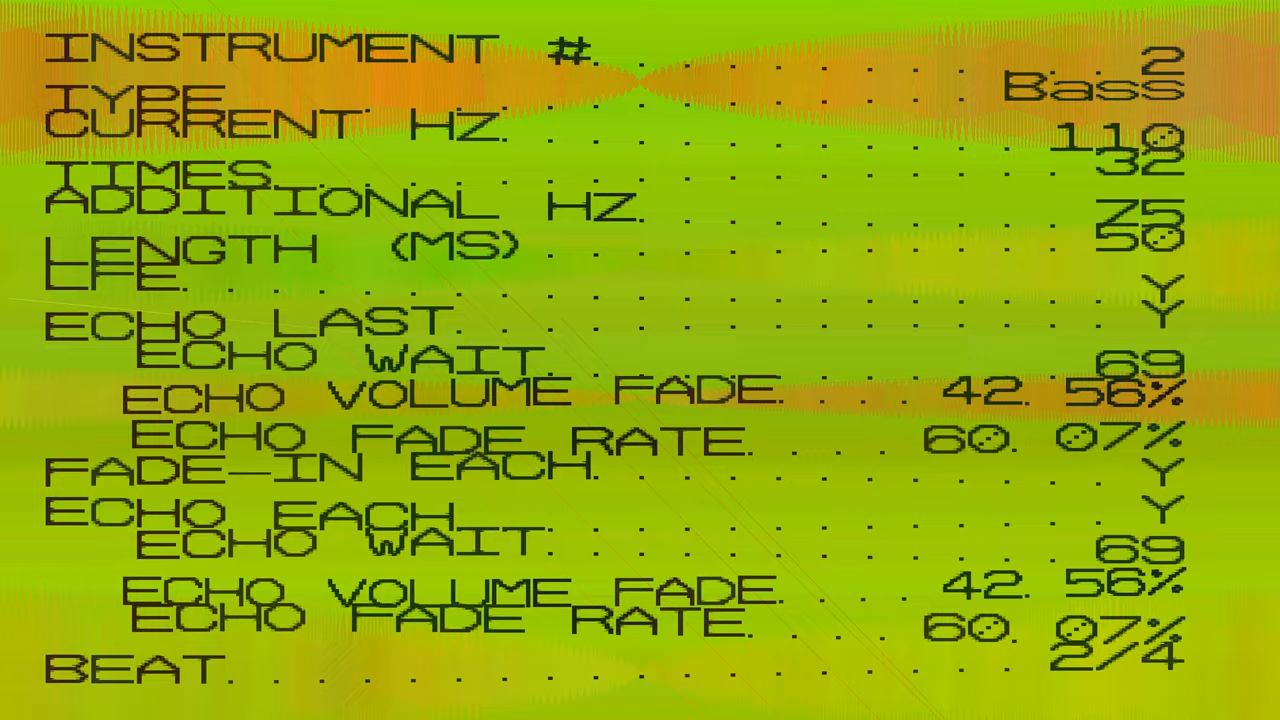 INSTRUMENT #. . . . . . . . . . . . . 2
TYPE. . . . . . . . . . . . . . Bass
CURRENT HZ. . . . . . . . . . . . 110
TIMES. . . . . . . . . . . . . . . . . 32
ADDITIONAL HZ. . . . . . . . . . 75
LENGTH (MS). . . . . . . . . . . . 50
LFE. . . . . . . . . . . . . . . . . . . . . Y
ECHO LAST. . . . . . . . . . . . . . . Y
ECHO WAIT. . . . . . . . . . . . 69
ECHO VOLUME FADE. . . . 42. 56%
ECHO FADE RATE. . . . 60. 07%
FADE-IN EACH. . . . . . . . . . . . Y
ECHO EACH. . . . . . . . . . . . . . . Y
ECHO WAIT. . . . . . . . . . . . 69
ECHO VOLUME FADE. . . . 42. 56%
ECHO FADE RATE. . . . 60. 07%
BEAT. . . . . . . . . . . . . . . . . . 2/4